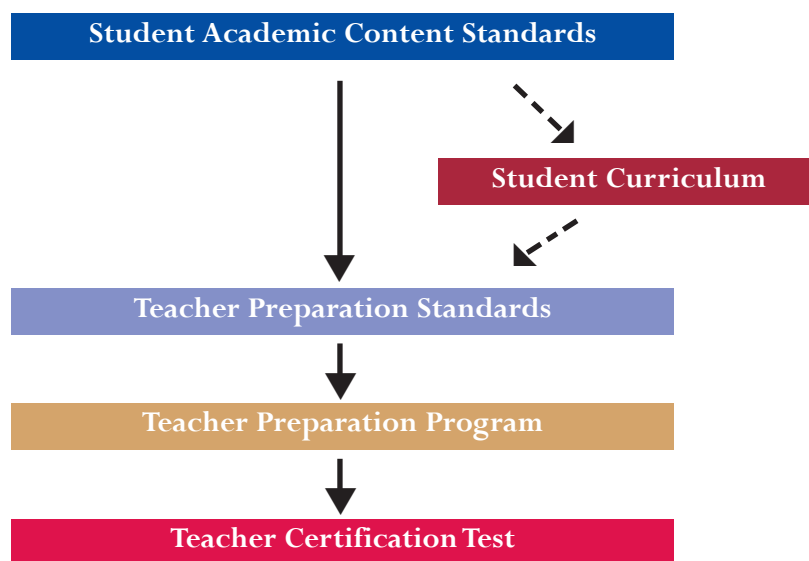 Student Academic Content Standards
Student Curriculum
Teacher Preparation Standards
Teacher Preparation Program
Teacher Certification Test